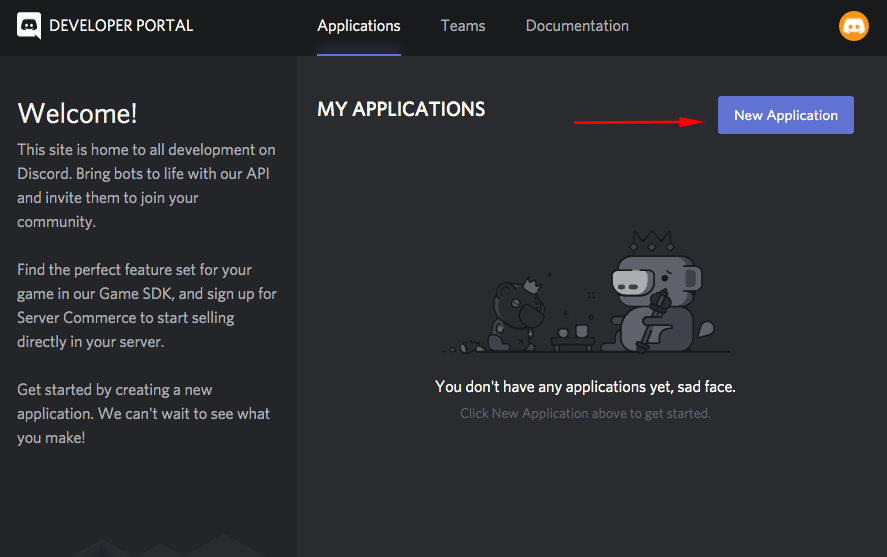 DEVELOPER PORTAL
Applications
Teams
Documentation
Welcome!
This site is home to all development on
Discord. Bring bots to life with our API
and invite them to join your
community.
Find the perfect feature set for your
game in our Game SDK, and sign up for
Server Commerce to start selling
directly in your server.
Get started by creating a new
application. We can't wait to see what
you make!
MY APPLICATIONS
New Application
You don't have any applications yet, sad face.
Click New Application above to get started.